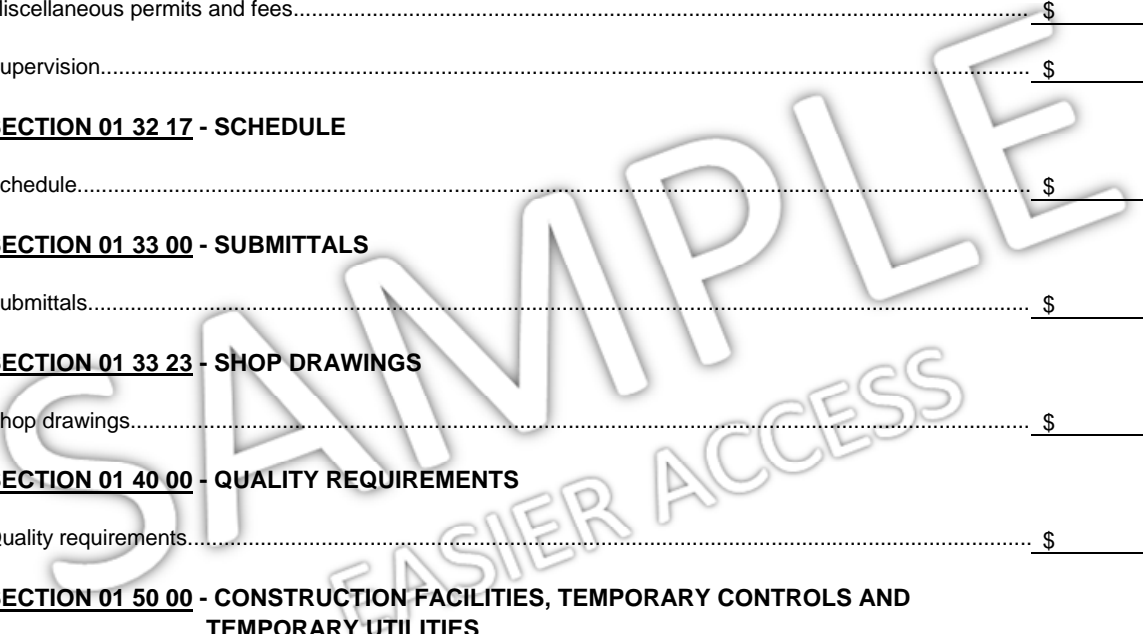 iscellaneous permits and fees.......................................................................................................................... $
upervision.......................................................................................................................................................... $
ECTION 01 32 17 - SCHEDULE
chedule.............................................................................................................................................................. $
ECTION 01 33 00 - SUBMITTALS
ubmittals............................................................................................................................................................ $
ECTION 01 33 23 - SHOP DRAWINGS
hop drawings..................................................................................................................................................... $
ECTION 01 40 00 - QUALITY REQUIREMENTS
uality requirements............................................................................................................................................ $
ECTION 01 50 00 - CONSTRUCTION FACILITIES, TEMPORARY CONTROLS AND
TEMPORARY UTILITIES
SAMPLE
EASIER ACCESS